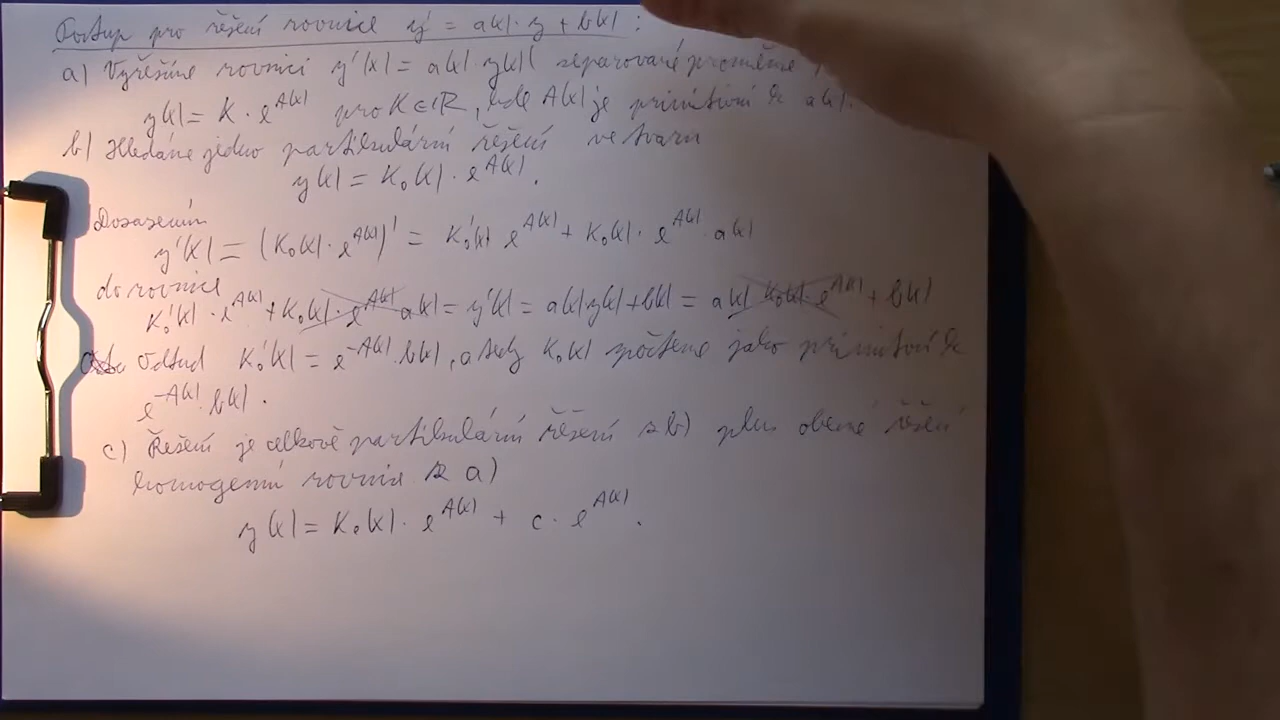 Postup pro řešení rovnice y' = a(x)·y + b(x):
a) Vyřešíme rovnici y'(x) = a(x)·y(x) ( separované proměnné
y(x) = K · e^{A(x)} pro K ∈ ℝ, kde A(x) je primitivní k a(x).
b) Hledáme jedno partikulární řešení ve tvaru
y(x) = K₀(x) · e^{A(x)}.
Dosazením
y'(x) = (K₀(x) · e^{A(x)})' = K₀'(x) e^{A(x)} + K₀(x) · e^{A(x)} · a(x)
do rovnice
K₀'(x) · e^{A(x)} + K₀(x) · e^{A(x)} a(x) = y'(x) = a(x) y(x) + b(x) = a(x) K₀(x) · e^{A(x)} + b(x)
Odtud K₀'(x) = e^{-A(x)} · b(x), a tedy K₀(x) spočteme jako primitivní k
e^{-A(x)} · b(x).
c) Řešení je celkově partikulární řešení z b) plus obecné řešení
homogenní rovnice z a)
y(x) = K₀(x) · e^{A(x)} + c · e^{A(x)}.